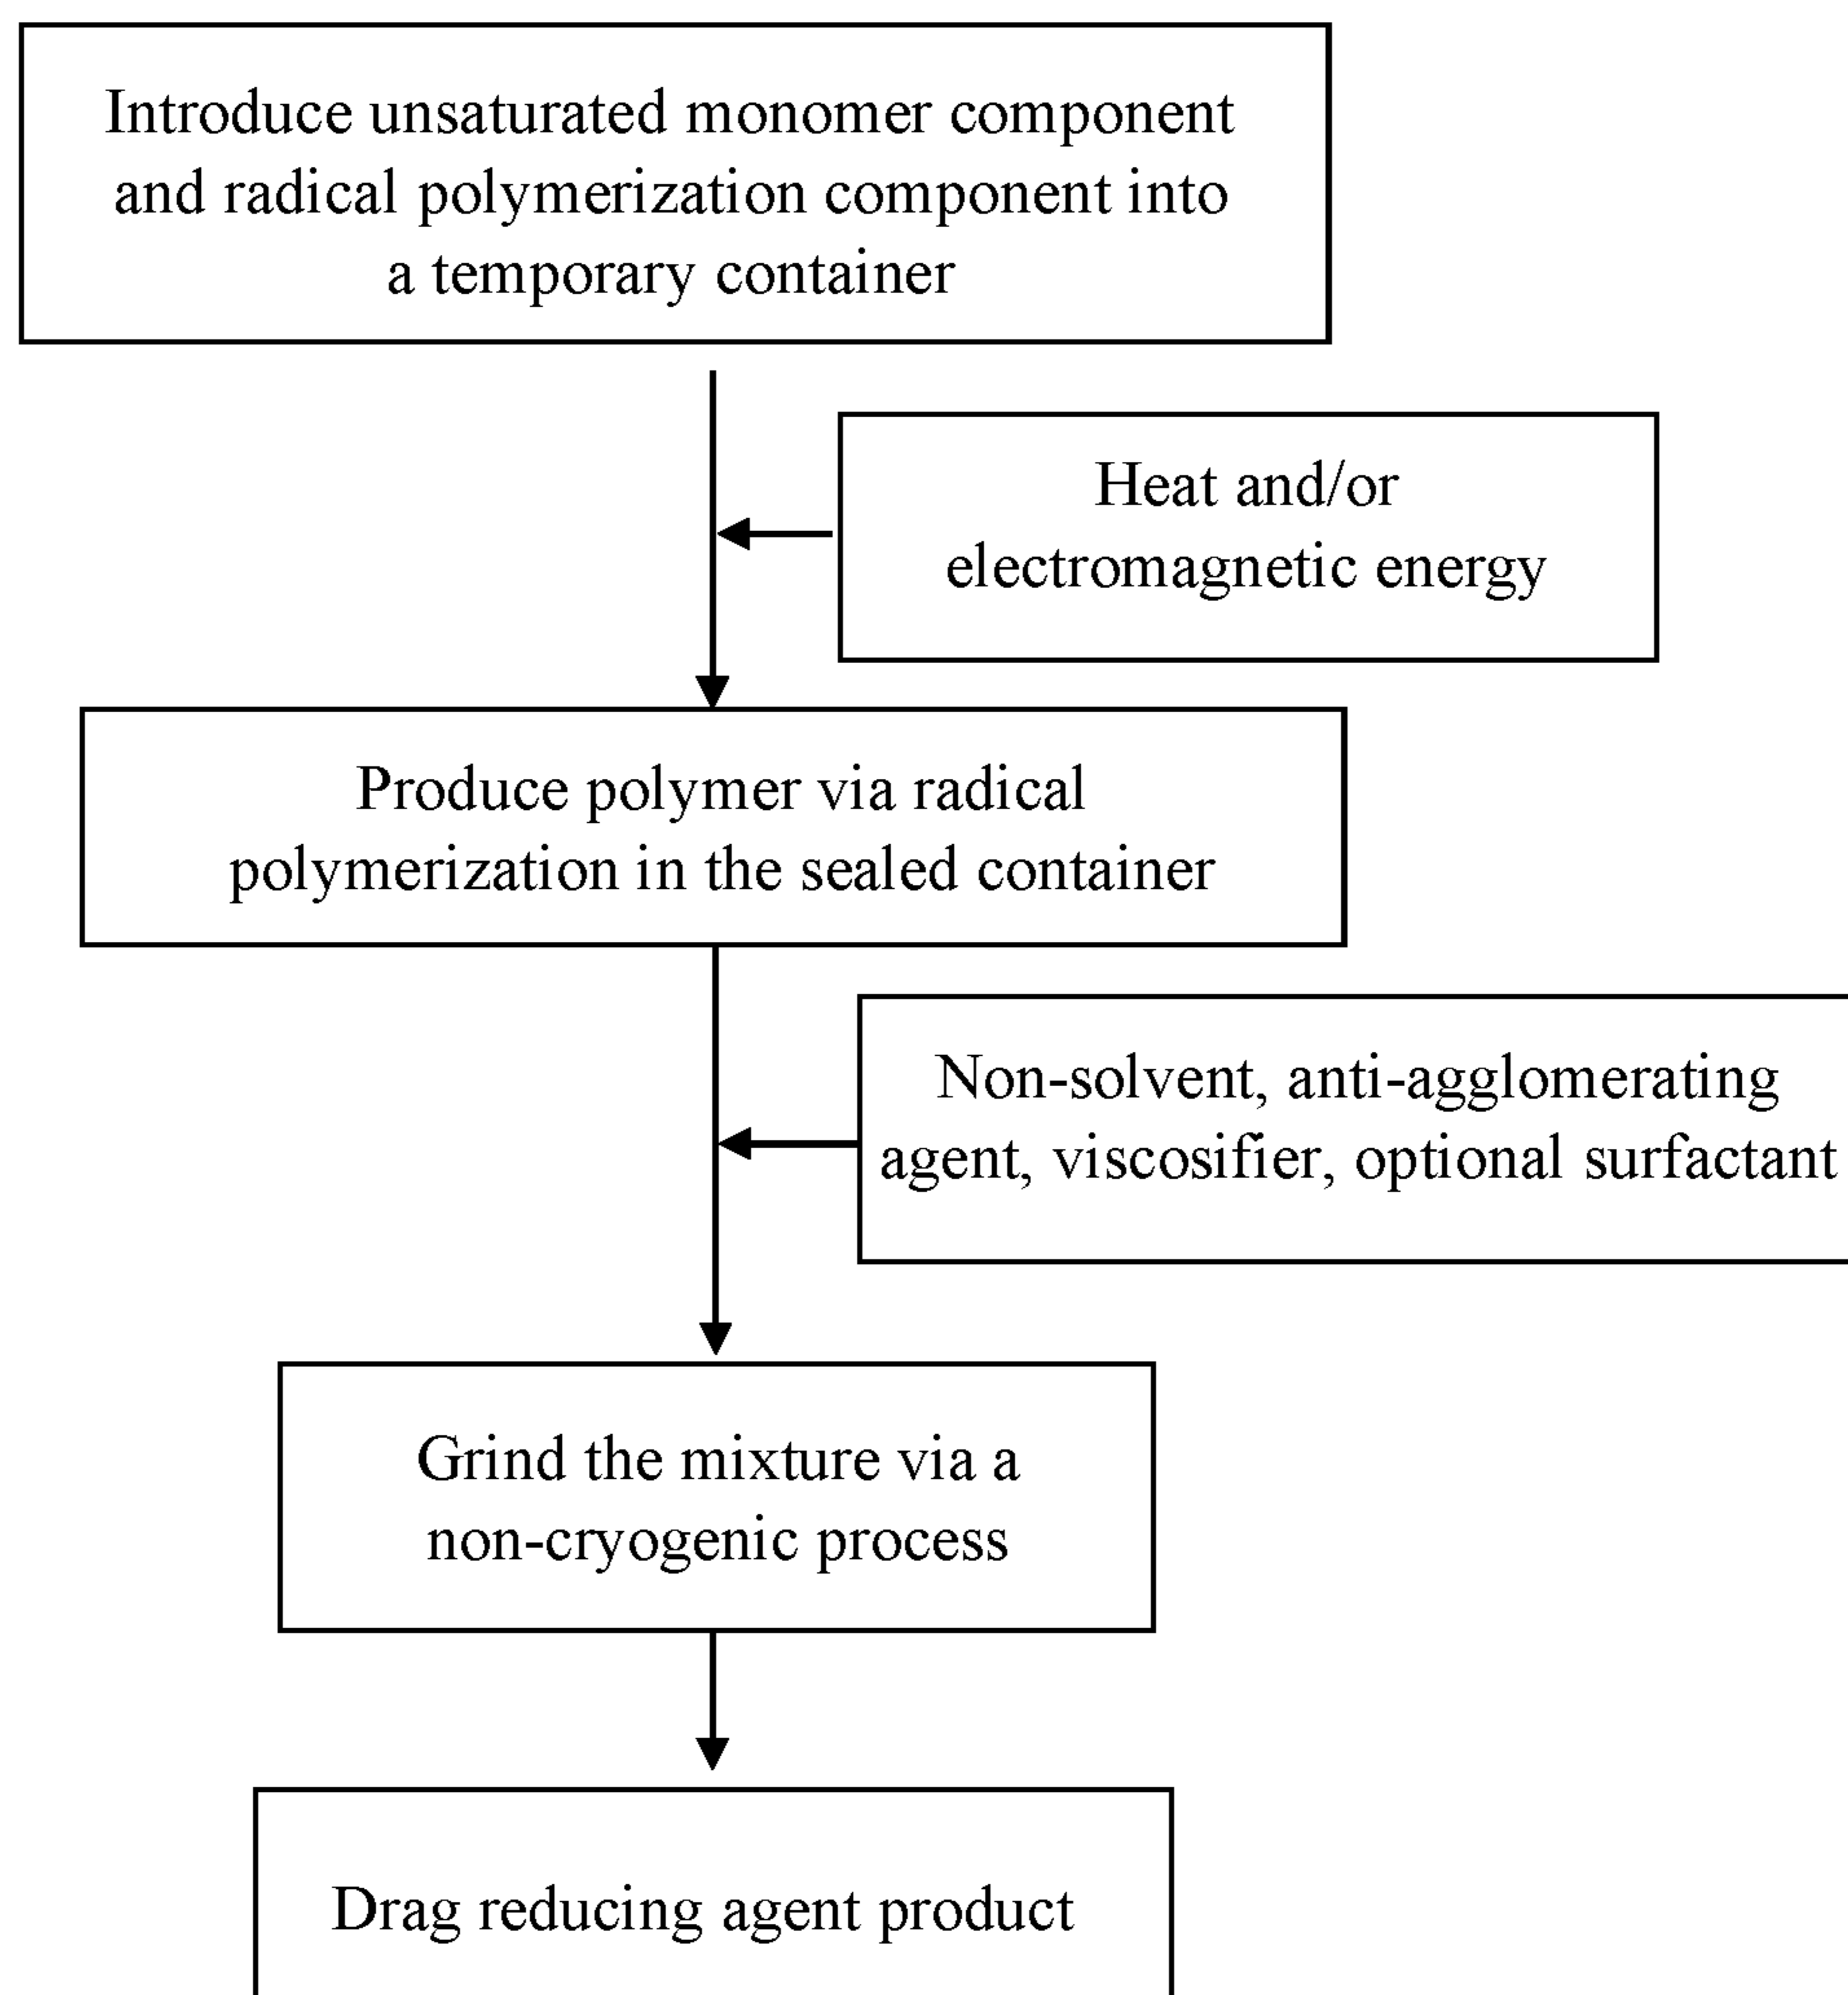 Introduce unsaturated monomer component
and radical polymerization component into
a temporary container
Heat and/or
electromagnetic energy
Produce polymer via radical
polymerization in the sealed container
Non-solvent, anti-agglomerating
agent, viscosifier, optional surfactant
Grind the mixture via a
non-cryogenic process
Drag reducing agent product